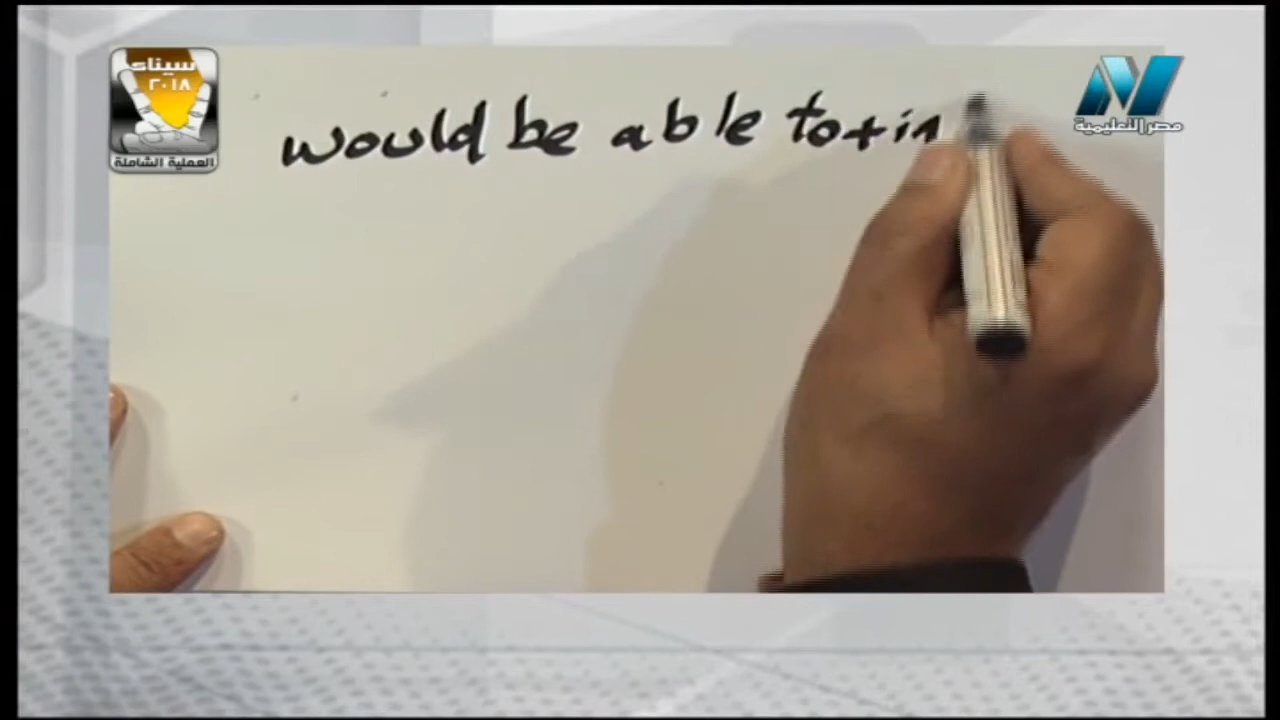 سيناء
٢٠١٨
العملية الشاملة
مصر التعليمية
would be able to + in